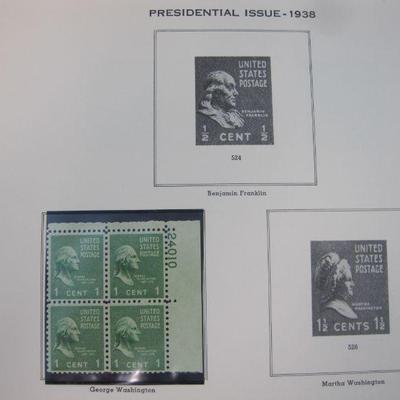 PRESIDENTIAL ISSUE-1938
UNITED
STATES
POSTAGE
BENJAMIN
FRANKLIN
½ CENT ½
524
Benjamin Franklin
24010
UNITED
STATES
POSTAGE
1 CENT 1
UNITED
STATES
POSTAGE
1 CENT 1
UNITED
STATES
POSTAGE
1 CENT 1
UNITED
STATES
POSTAGE
1 CENT 1
George Washington
UNITED
STATES
POSTAGE
MARTHA
WASHINGTON
1½ CENTS 1½
526
Martha Washington